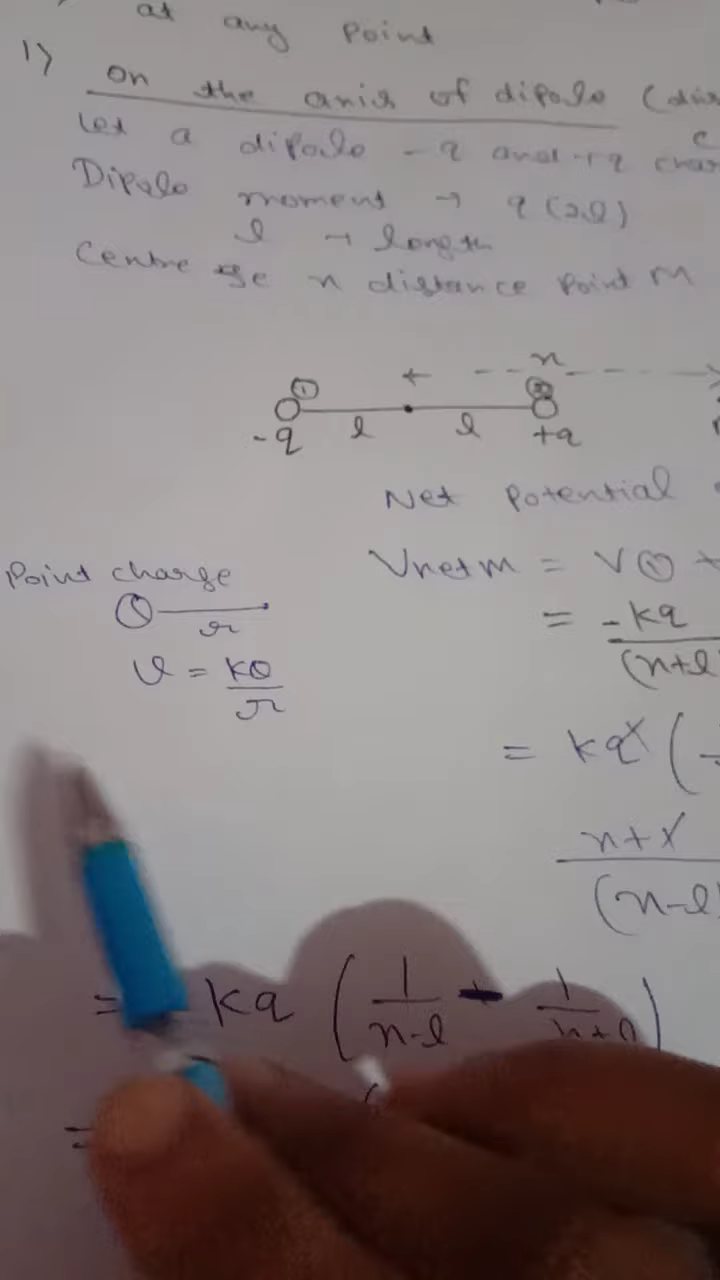 at any Point
1) on the axis of dipole
Let a dipole -q and +q
Dipole moment → q(2l)
l → length
Centre se x distance Point M
① ← x
-q l l +q
Net Potential
Point charge Vnet m = V① +
r = -kq
(x+l
V = kQ
r
= kq (
x+l
(x-l
= kq ( 1 - 1 )
x-l x+l
=